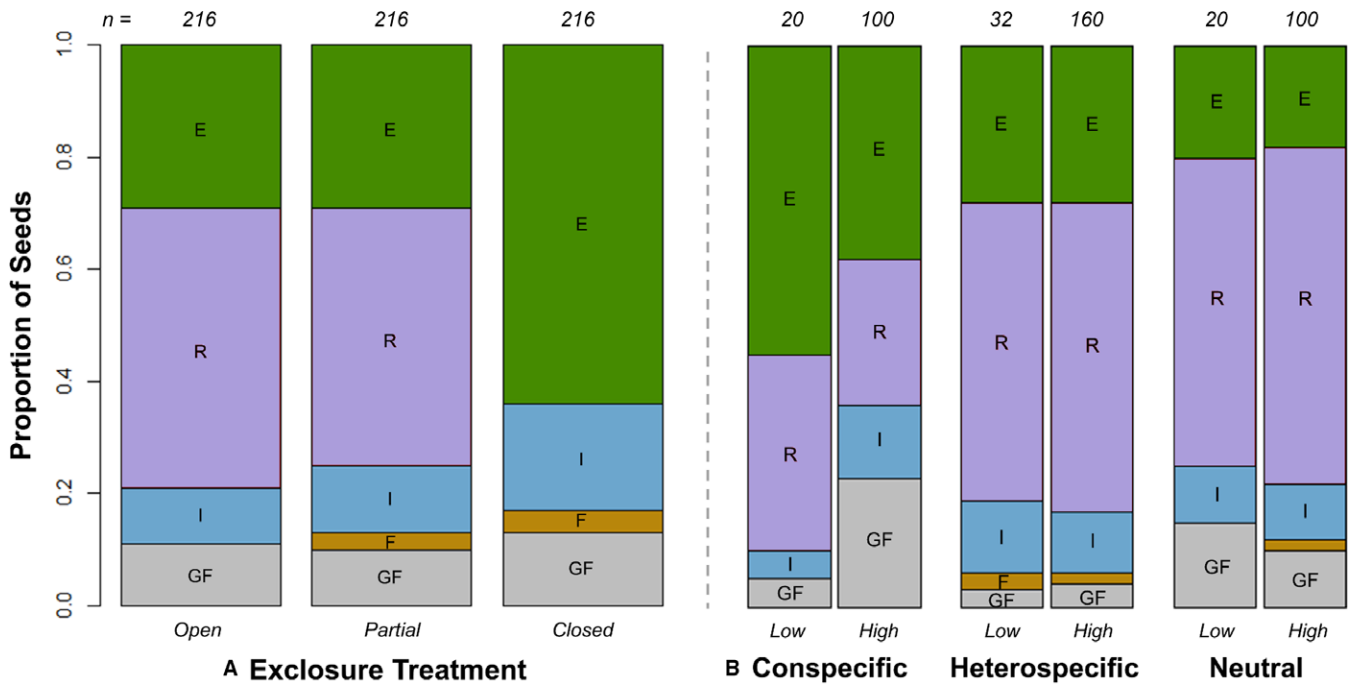 n = 216 216 216 20 100 32 160 20 100
Proportion of Seeds
1.0
0.8
0.6
0.4
0.2
0.0
E
R
I
GF
E
R
I
F
GF
E
I
F
GF
E
R
I
GF
E
R
I
GF
E
R
I
F
GF
E
R
I
GF
E
R
I
GF
E
R
I
GF
Open Partial Closed Low High Low High Low High
A Exclosure Treatment B Conspecific Heterospecific Neutral